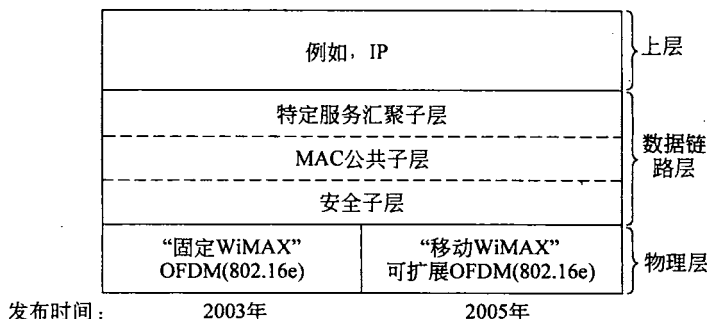 例如，IP
上层
特定服务汇聚子层
MAC公共子层
安全子层
数据链
路层
“固定WiMAX”
OFDM(802.16e)
“移动WiMAX”
可扩展OFDM(802.16e)
物理层
发布时间： 2003年 2005年